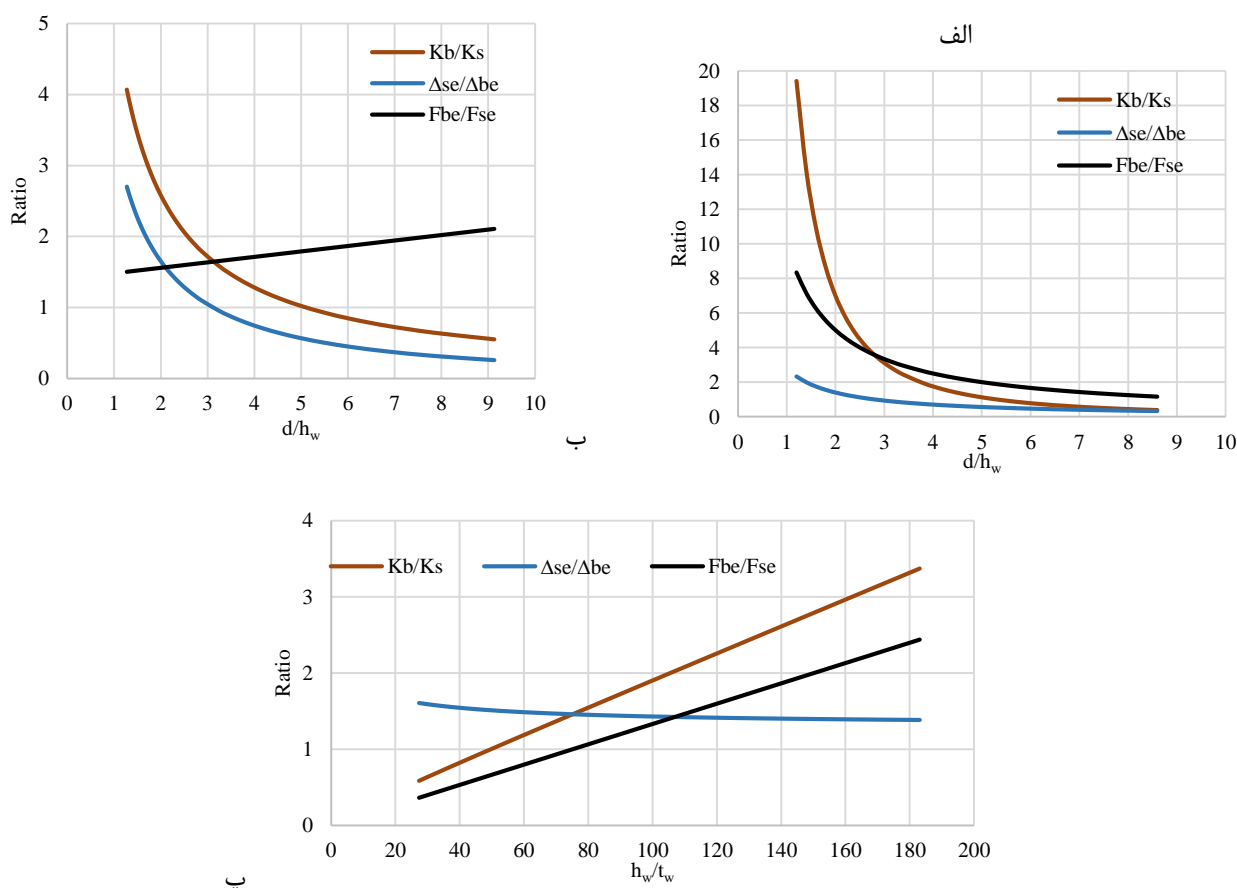 الف
5
4
3
2
1
0
Ratio
Kb/Ks
Δse/Δbe
Fbe/Fse
0 1 2 3 4 5 6 7 8 9 10
d/hw
ب
20
18
16
14
12
10
8
6
4
2
0
Ratio
Kb/Ks
Δse/Δbe
Fbe/Fse
0 1 2 3 4 5 6 7 8 9 10
d/hw
4
3
2
1
0
Ratio
Kb/Ks Δse/Δbe Fbe/Fse
0 20 40 60 80 100 120 140 160 180 200
hw/tw